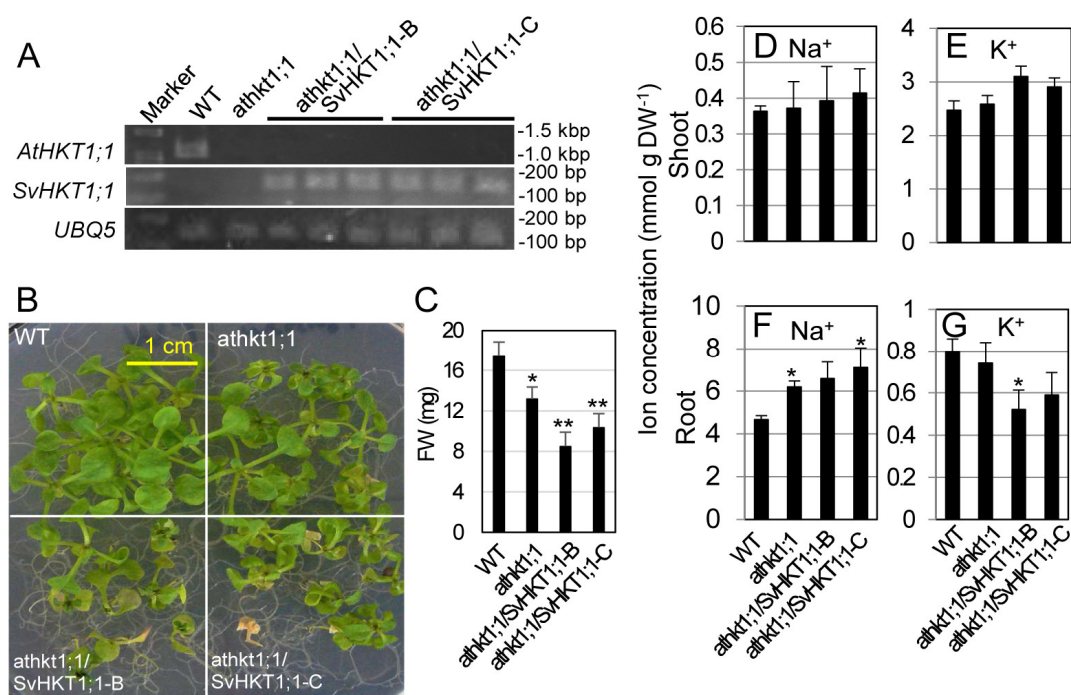 A
Marker
WT
athkt1;1
athkt1;1/
SvHKT1;1-B
athkt1;1/
SvHKT1;1-C
AtHKT1;1
-1.5 kbp
-1.0 kbp
SvHKT1;1
-200 bp
-100 bp
UBQ5
-200 bp
-100 bp
B
WT
1 cm
athkt1;1
athkt1;1/
SvHKT1;1-B
athkt1;1/
SvHKT1;1-C
C
FW (mg)
20
16
12
8
4
0
*
**
**
WT
athkt1;1
athkt1;1/SvHKT1;1-B
athkt1;1/SvHKT1;1-C
Ion concentration (mmol g DW⁻¹)
Shoot
Root
D
Na⁺
0.6
0.5
0.4
0.3
0.2
0.1
0
E
K⁺
4
3
2
1
0
F
Na⁺
10
8
6
4
2
0
*
*
WT
athkt1;1
athkt1;1/SvHKT1;1-B
athkt1;1/SvHKT1;1-C
G
K⁺
1
0.8
0.6
0.4
0.2
0
*
WT
athkt1;1
athkt1;1/SvHKT1;1-B
athkt1;1/SvHKT1;1-C